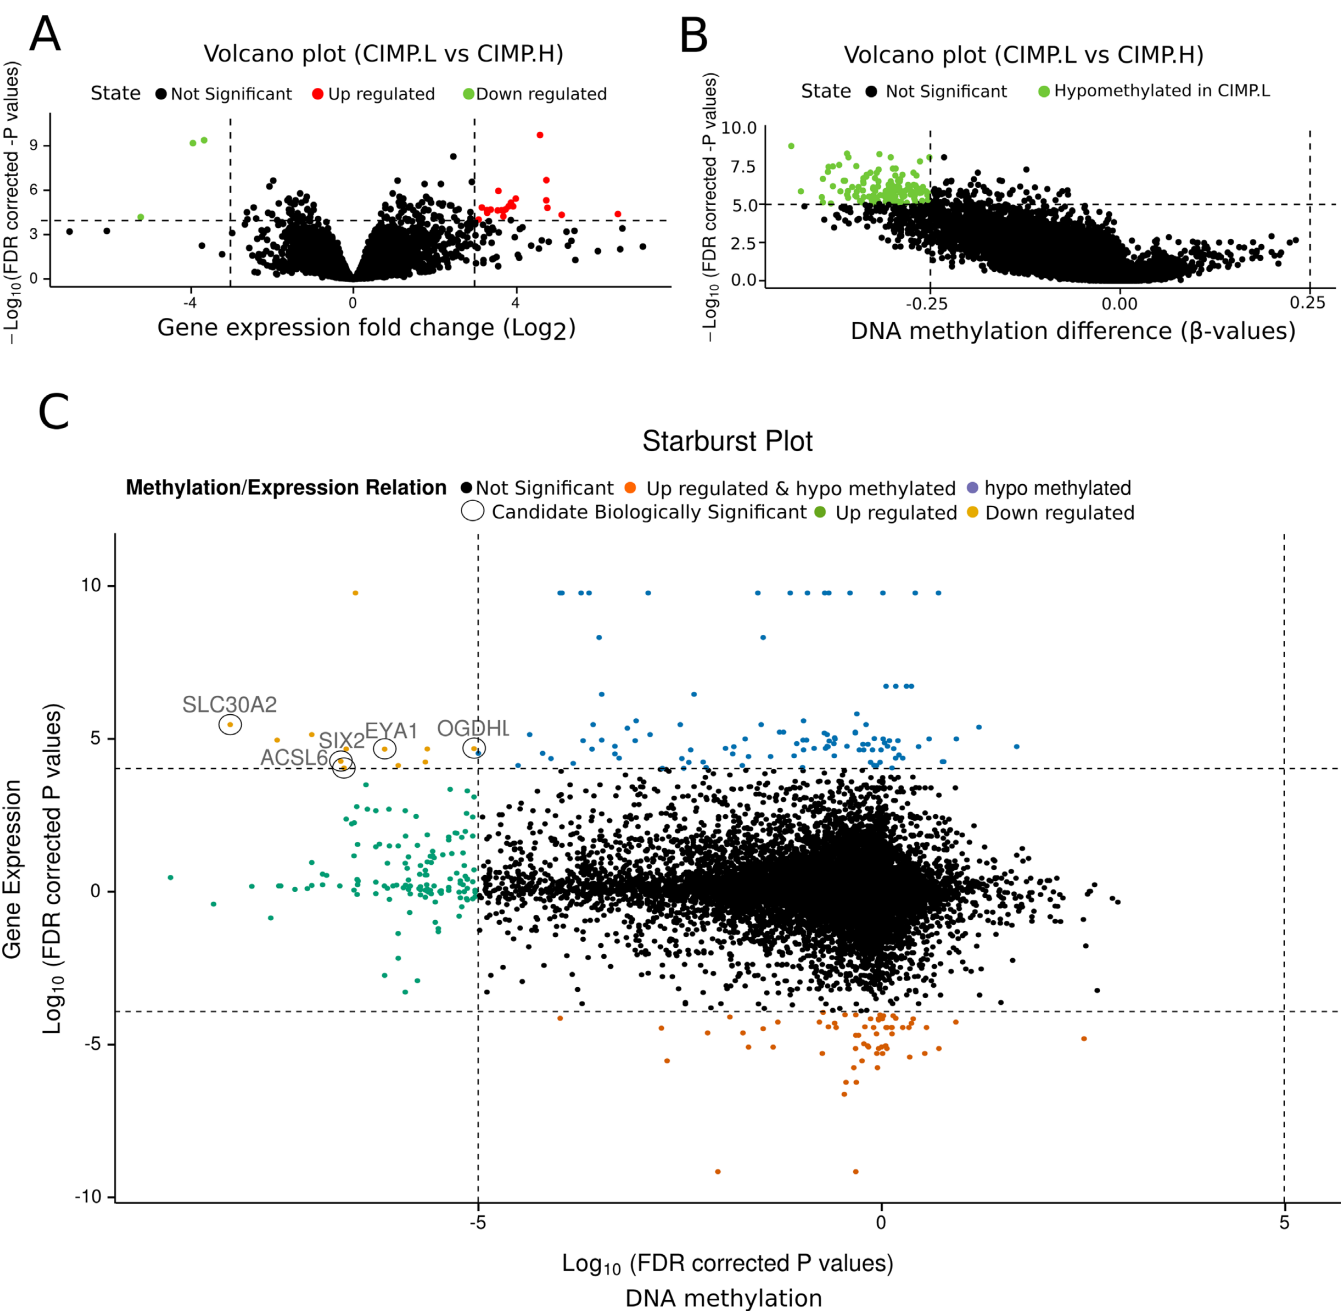 A
Volcano plot (CIMP.L vs CIMP.H)
State Not Significant Up regulated Down regulated
−Log10(FDR corrected -P values)
9
6
3
0
-4 0 4
Gene expression fold change (Log2)
B
Volcano plot (CIMP.L vs CIMP.H)
State Not Significant Hypomethylated in CIMP.L
−Log10 (FDR corrected -P values)
10.0
7.5
5.0
2.5
0.0
-0.25 0.00 0.25
DNA methylation difference (β-values)
C
Starburst Plot
Methylation/Expression Relation Not Significant Up regulated & hypo methylated hypo methylated
Candidate Biologically Significant Up regulated Down regulated
Gene Expression
Log10 (FDR corrected P values)
10
5
0
-5
-10
SLC30A2
SIX2
EYA1
OGDHL
ACSL6
-5 0 5
Log10 (FDR corrected P values)
DNA methylation